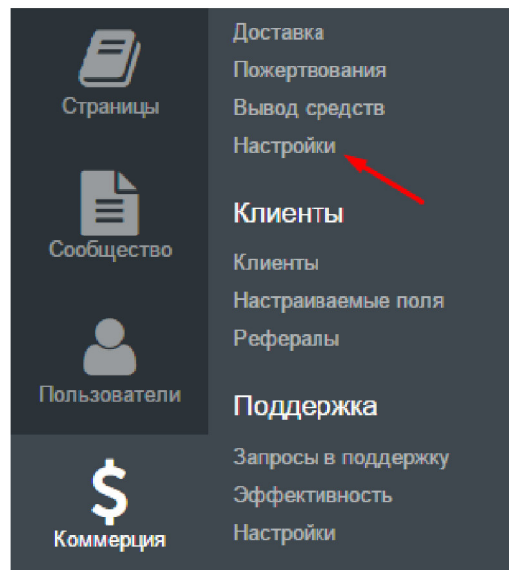 Страницы
Сообщество
Пользователи
Коммерция
Доставка
Пожертвования
Вывод средств
Настройки
Клиенты
Клиенты
Настраиваемые поля
Рефералы
Поддержка
Запросы в поддержку
Эффективность
Настройки